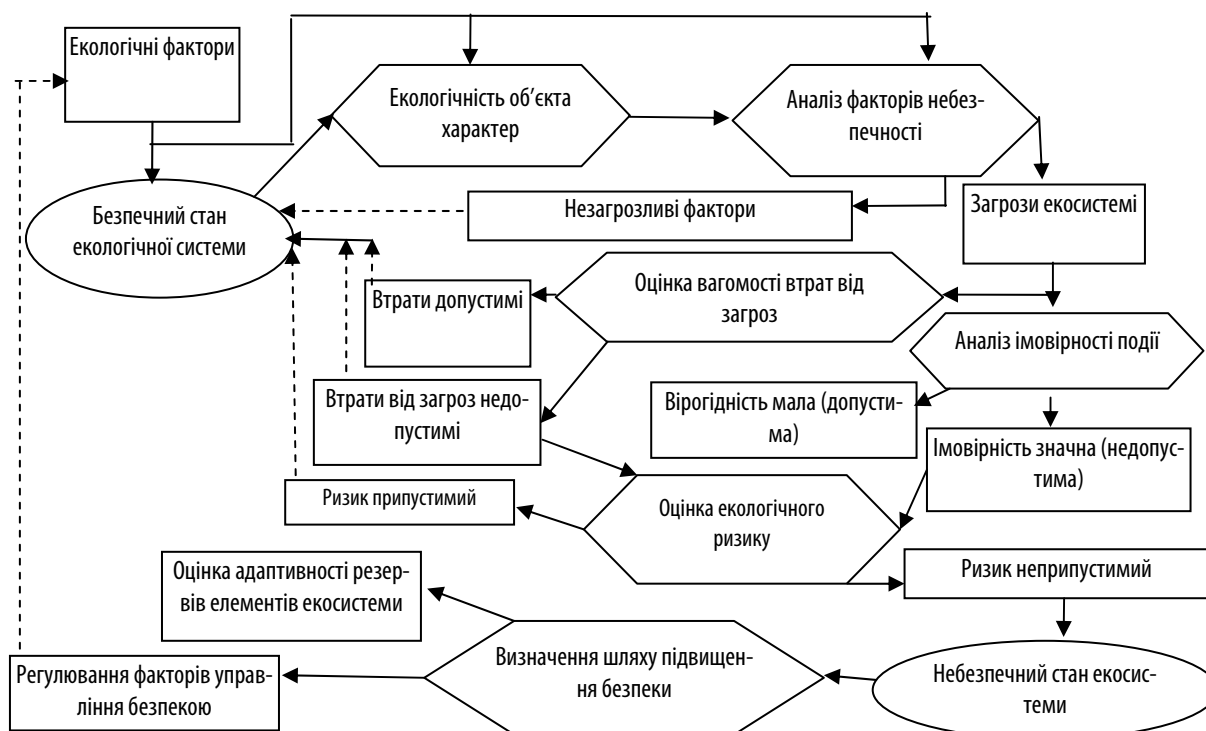 Екологічні фактори
Екологічність об’єкта
характер
Аналіз факторів небез-
печності
Безпечний стан
екологічної системи
Незагрозливі фактори
Загрози екосистемі
Оцінка вагомості втрат від
загроз
Втрати допустимі
Аналіз імовірності події
Втрати від загроз недо-
пустимі
Вірогідність мала (допусти-
ма)
Імовірність значна (недопус-
тима)
Ризик припустимий
Оцінка екологічного
ризику
Оцінка адаптивності резер-
вів елементів екосистеми
Ризик неприпустимий
Регулювання факторів управ-
ління безпекою
Визначення шляху підвищен-
ня безпеки
Небезпечний стан екосис-
теми